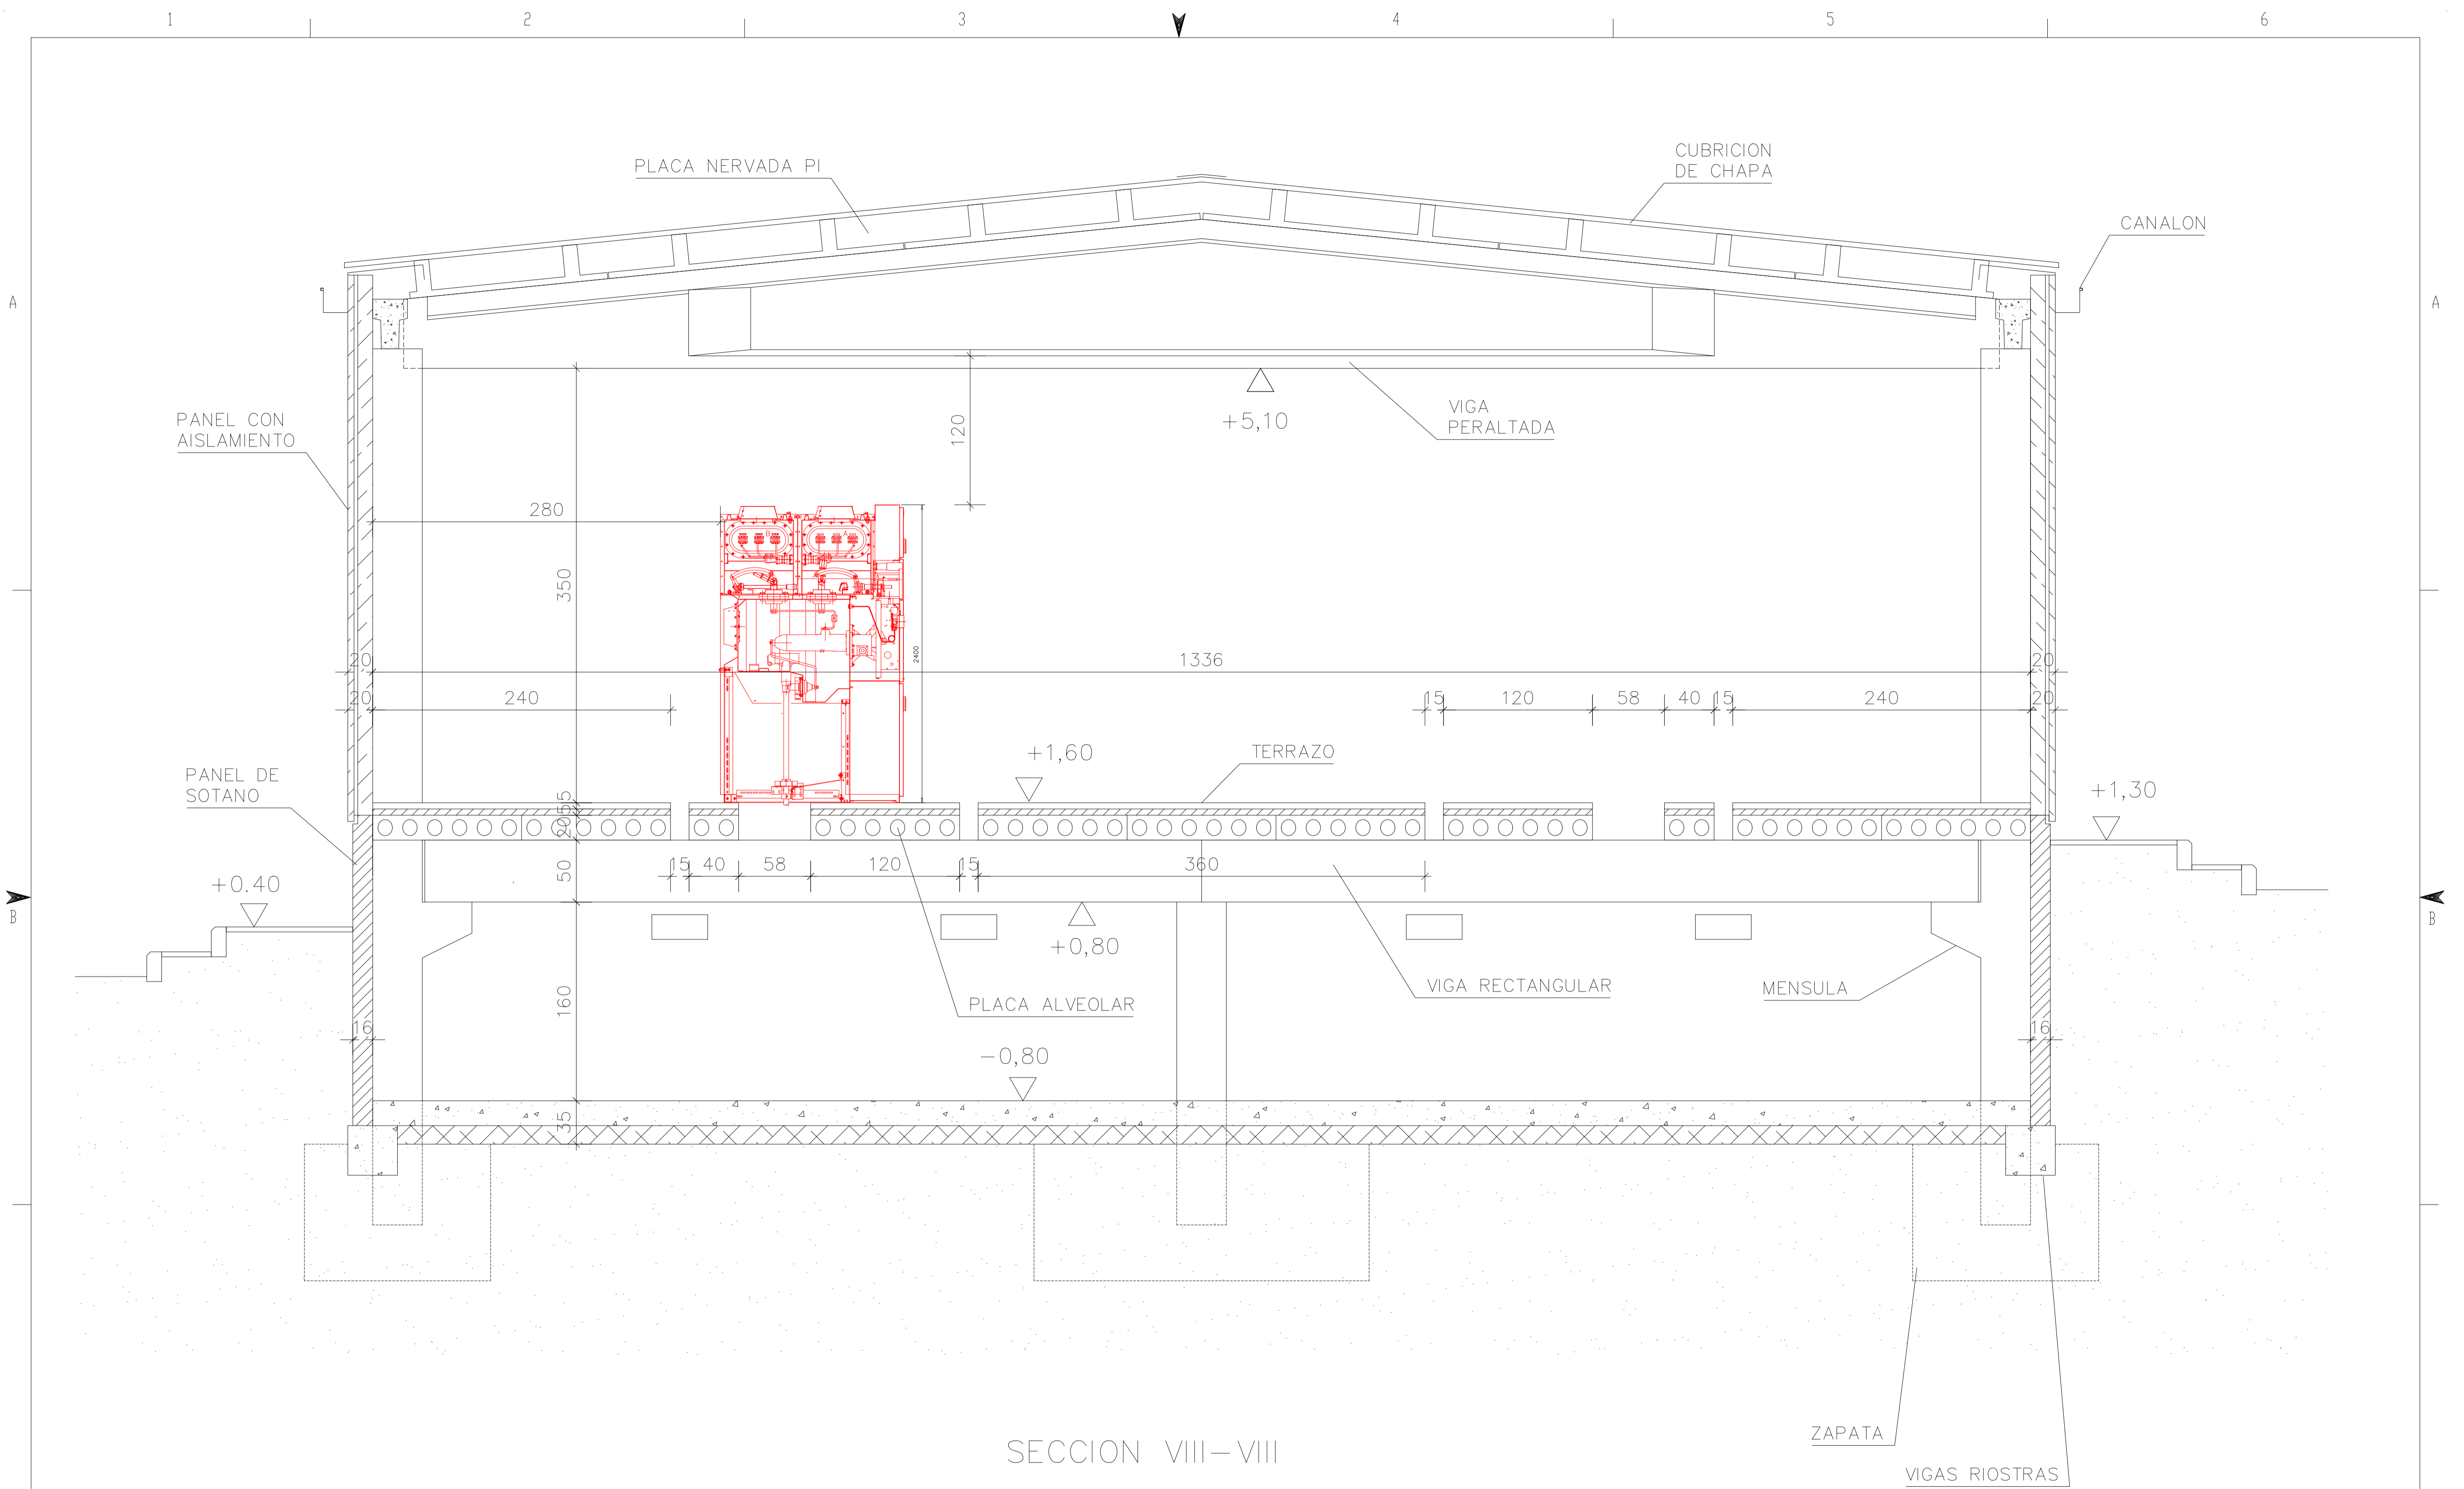 1 2 3 4 5 6
PLACA NERVADA PI
CUBRICION
DE CHAPA
CANALON
A
A
PANEL CON
AISLAMIENTO
120
+5,10
VIGA
PERALTADA
280
B
A
350
2400
20
1336
20
20
240
15
120
58
40
15
240
20
+1,60
TERRAZO
PANEL DE
SOTANO
+1,30
5
5
20
50
15
40
58
120
15
360
+0.40
B
B
+0,80
160
PLACA ALVEOLAR
VIGA RECTANGULAR
MENSULA
16
16
-0,80
35
ZAPATA
SECCION VIII-VIII
VIGAS RIOSTRAS